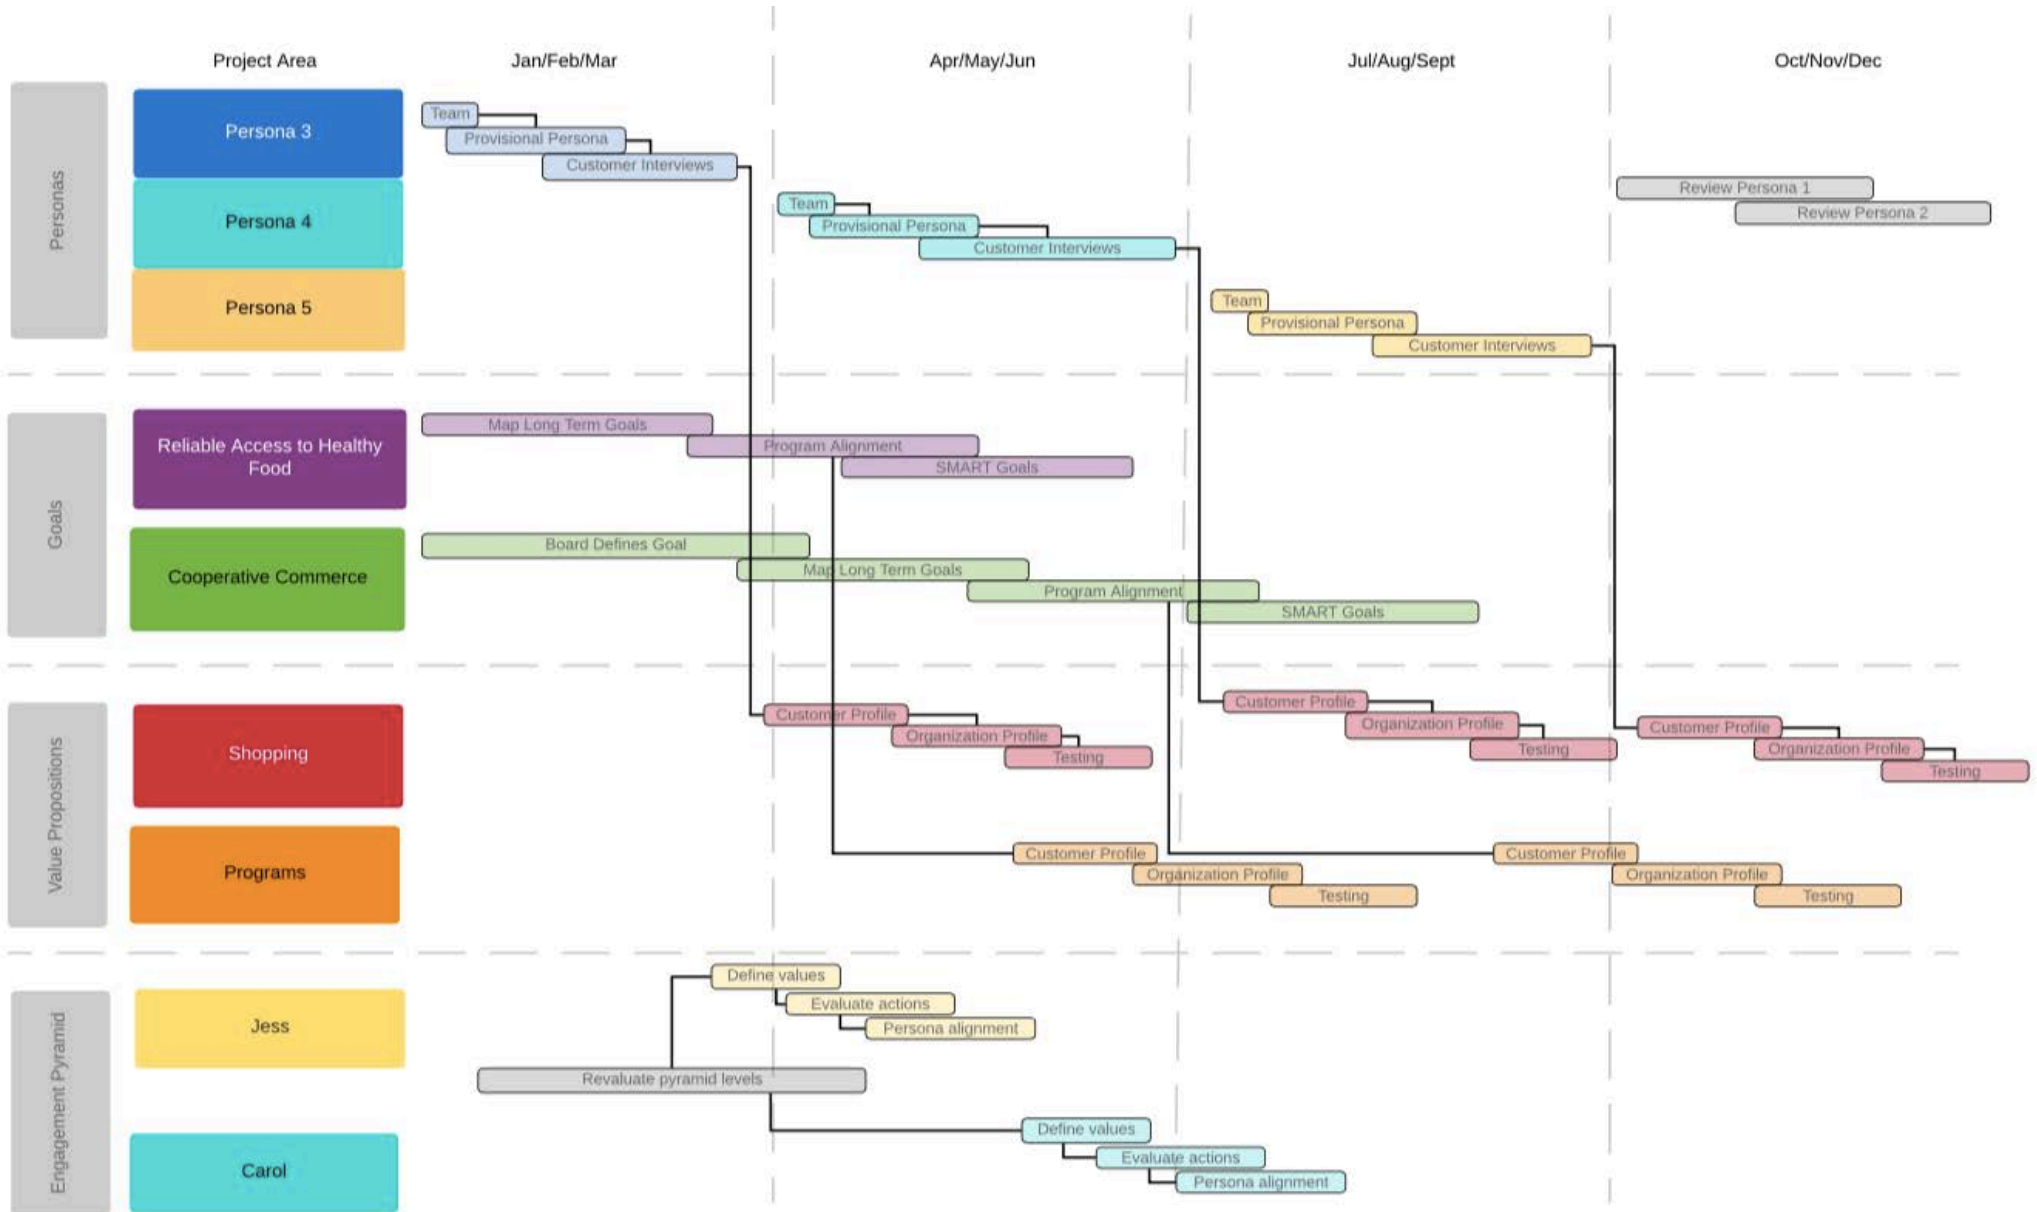 Project Area
Jan/Feb/Mar
Apr/May/Jun
Jul/Aug/Sept
Oct/Nov/Dec
Personas
Persona 3
Team
Provisional Persona
Customer Interviews
Persona 4
Team
Provisional Persona
Customer Interviews
Review Persona 1
Review Persona 2
Persona 5
Team
Provisional Persona
Customer Interviews
Goals
Reliable Access to Healthy
Food
Map Long Term Goals
Program Alignment
SMART Goals
Cooperative Commerce
Board Defines Goal
Map Long Term Goals
Program Alignment
SMART Goals
Value Propositions
Shopping
Customer Profile
Organization Profile
Testing
Customer Profile
Organization Profile
Testing
Customer Profile
Organization Profile
Testing
Programs
Customer Profile
Organization Profile
Testing
Customer Profile
Organization Profile
Testing
Engagement Pyramid
Jess
Define values
Evaluate actions
Persona alignment
Revaluate pyramid levels
Carol
Define values
Evaluate actions
Persona alignment